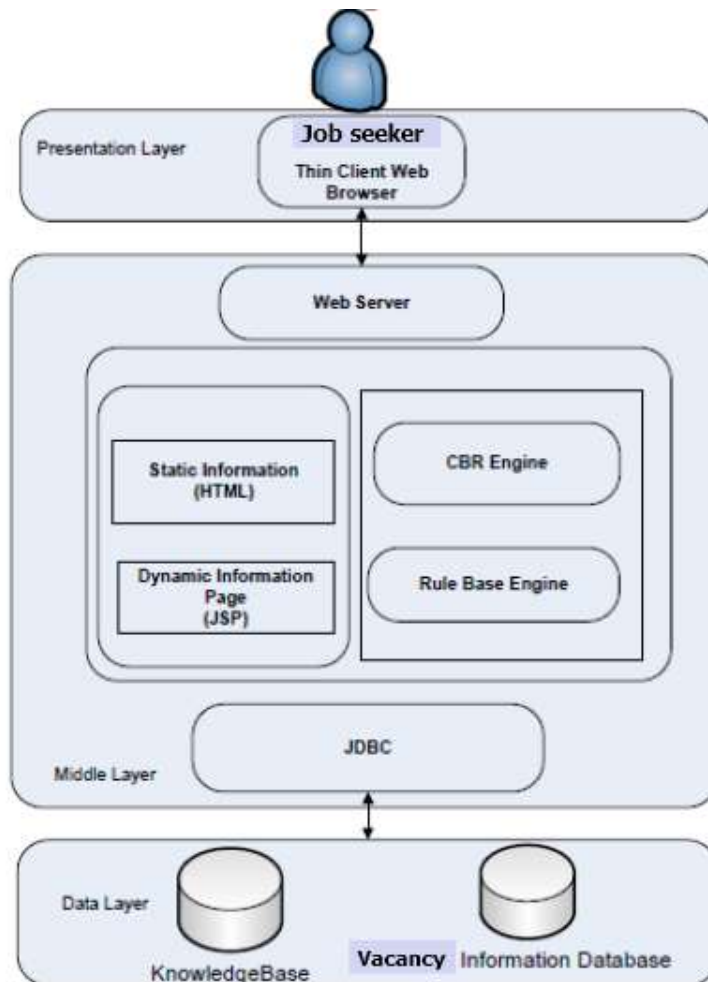 Job seeker
Presentation Layer
Thin Client Web
Browser
Web Server
Static Information
(HTML)
CBR Engine
Dynamic Information
Page
(JSP)
Rule Base Engine
JDBC
Middle Layer
Data Layer
KnowledgeBase
Vacancy Information Database